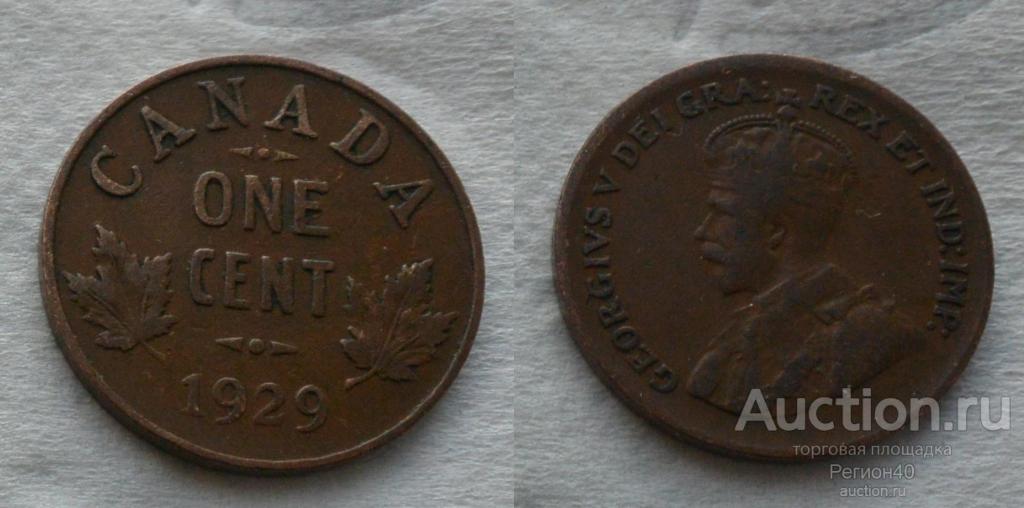 CANADA
ONE
CENT
1929
GEORGIVS V DEI GRA: REX ET IND: IMP:
Auction.ru
торговая площадка
Регион40
auction.ru